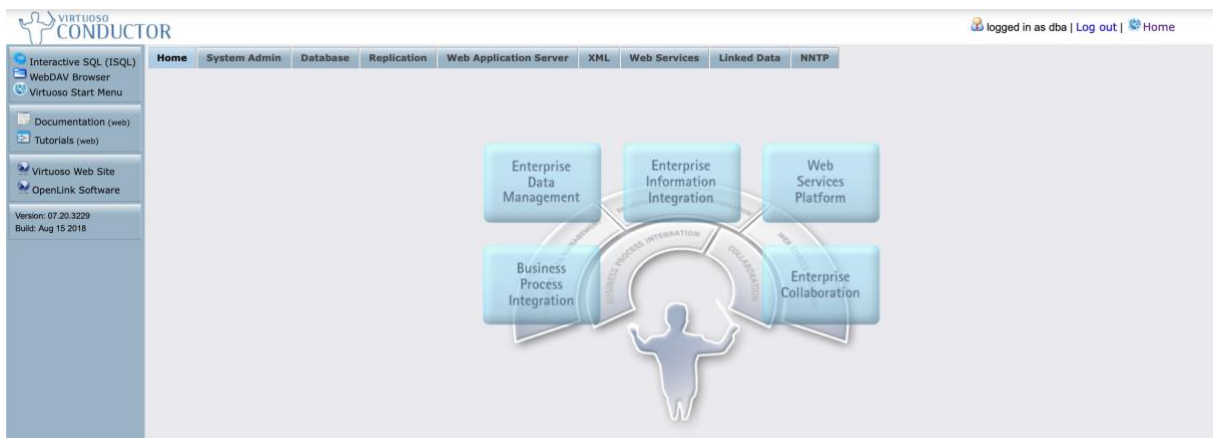 VIRTUOSO
CONDUCTOR
logged in as dba | Log out | Home
Interactive SQL (ISQL)
WebDAV Browser
Virtuoso Start Menu
Documentation (web)
Tutorials (web)
Virtuoso Web Site
OpenLink Software
Version: 07.20.3229
Build: Aug 15 2018
Home System Admin Database Replication Web Application Server XML Web Services Linked Data NNTP
Enterprise
Data
Management
Enterprise
Information
Integration
Web
Services
Platform
Business
Process
Integration
Enterprise
Collaboration
BUSINESS PROCESS INTEGRATION
COLLABORATION